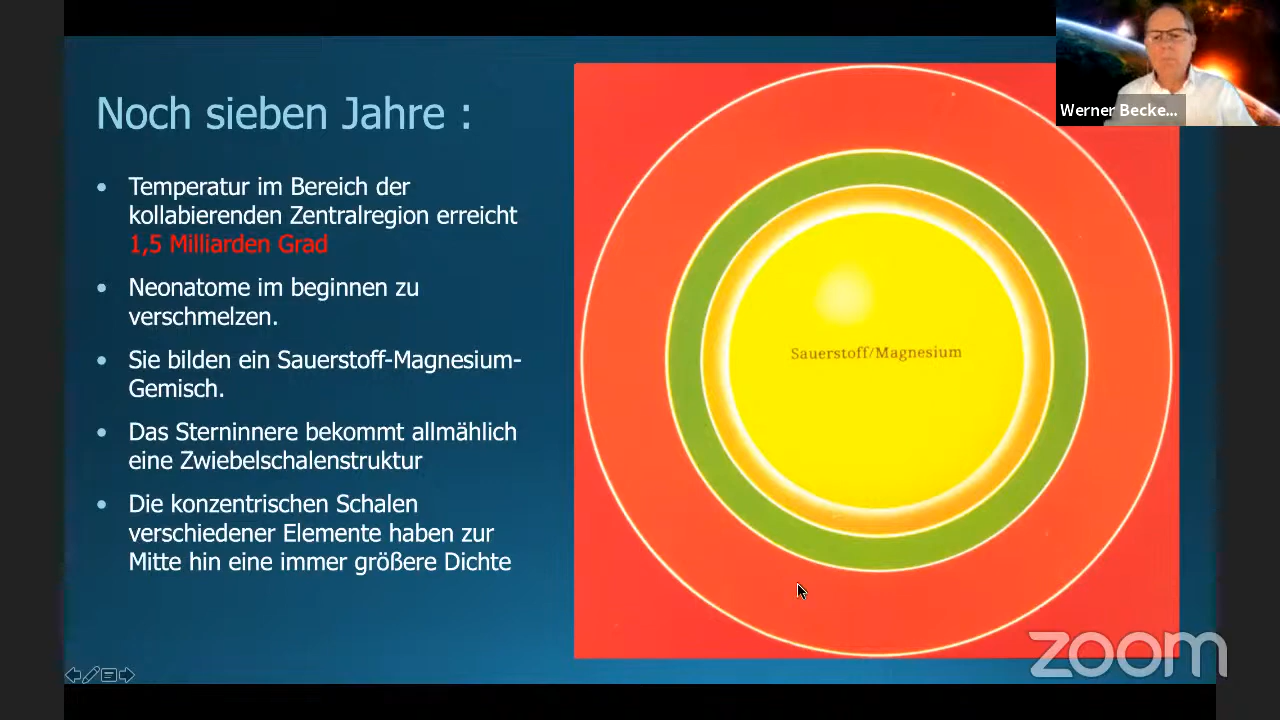 Noch sieben Jahre :
Temperatur im Bereich der
kollabierenden Zentralregion erreicht
1,5 Milliarden Grad
Neonatome im beginnen zu
verschmelzen.
Sie bilden ein Sauerstoff-Magnesium-
Gemisch.
Das Sterninnere bekommt allmählich
eine Zwiebelschalenstruktur
Die konzentrischen Schalen
verschiedener Elemente haben zur
Mitte hin eine immer größere Dichte
Sauerstoff/Magnesium
Werner Becke...
zoom